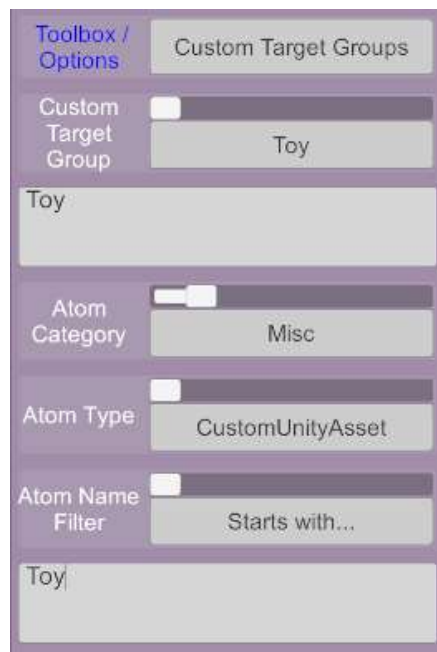 Toolbox /
Options
Custom Target Groups
Custom
Target
Group
Toy
Toy
Atom
Category
Misc
Atom Type
CustomUnityAsset
Atom Name
Filter
Starts with...
Toy